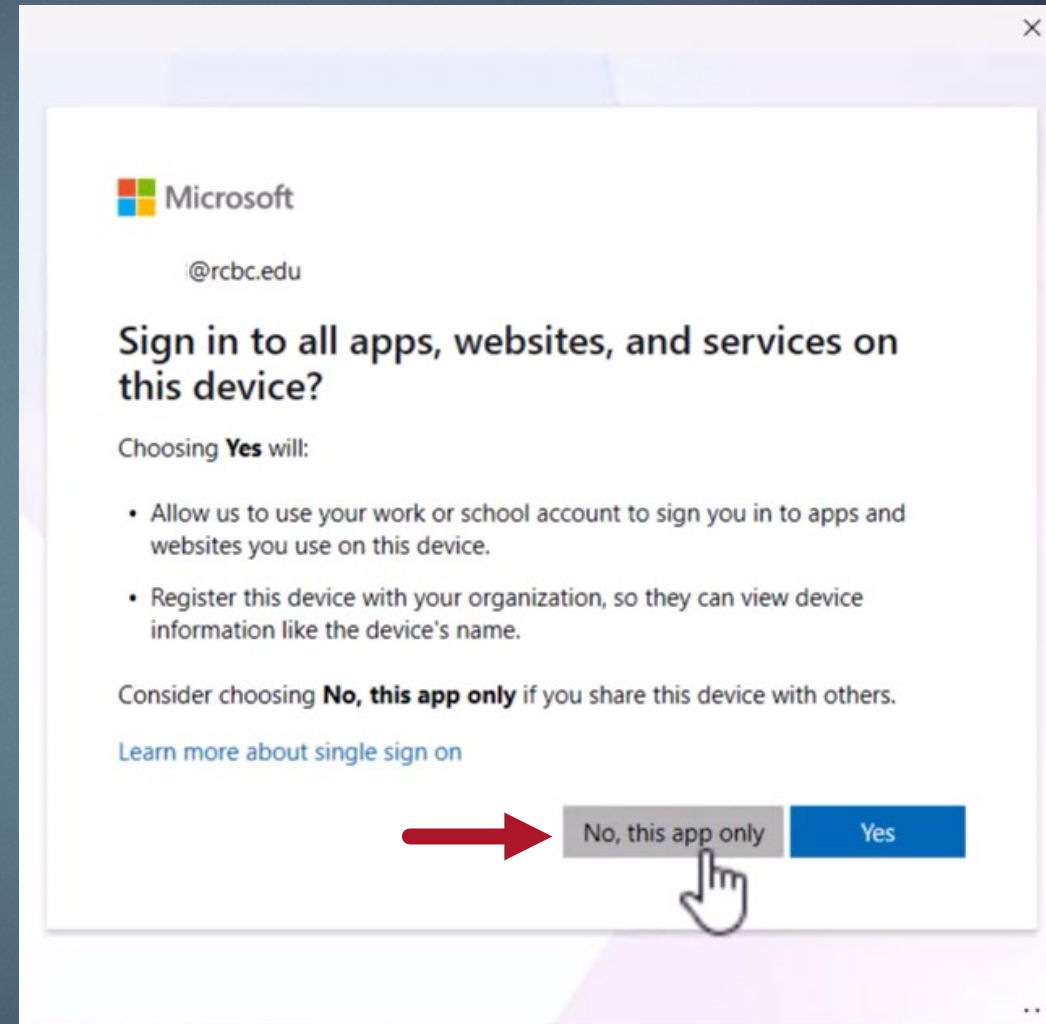 Microsoft
@rcbc.edu
Sign in to all apps, websites, and services on
this device?
Choosing Yes will:
• Allow us to use your work or school account to sign you in to apps and
websites you use on this device.
• Register this device with your organization, so they can view device
information like the device's name.
Consider choosing No, this app only if you share this device with others.
Learn more about single sign on
No, this app only
Yes